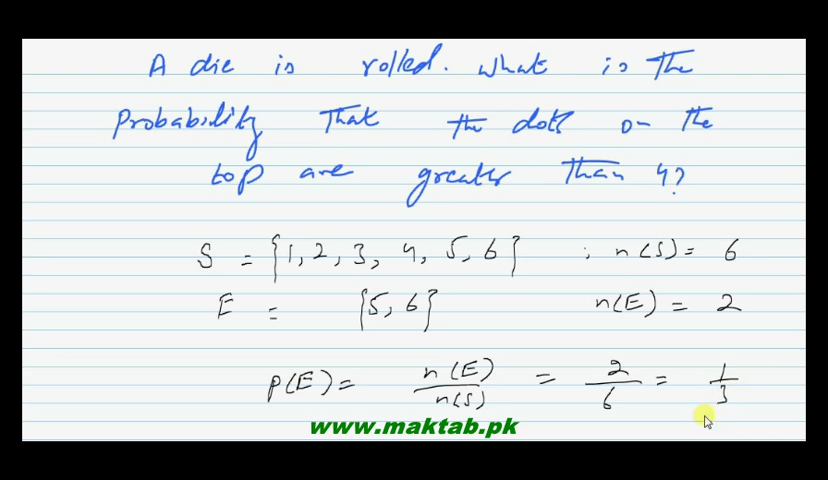 A die is rolled. What is the
probability that the dots on the
top are greater than 4?
S = {1, 2, 3, 4, 5, 6} ; n(S) = 6
E = {5, 6} n(E) = 2
P(E) = n(E)/n(S) = 2/6 = 1/3
www.maktab.pk